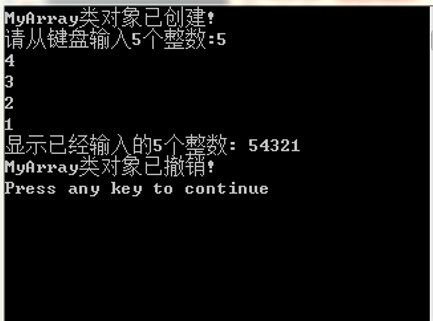 MyArray类对象已创建!
请从键盘输入5个整数:5
4
3
2
1
显示已经输入的5个整数: 54321
MyArray类对象已撤销!
Press any key to continue